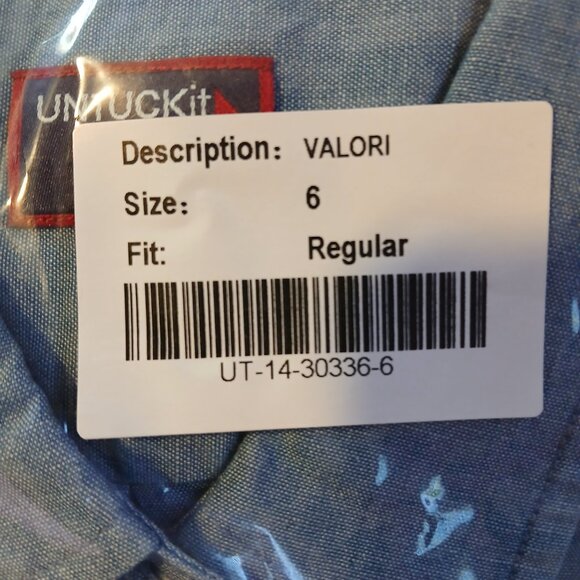 UNTUCKit
Description: VALORI
Size: 6
Fit: Regular
UT-14-30336-6